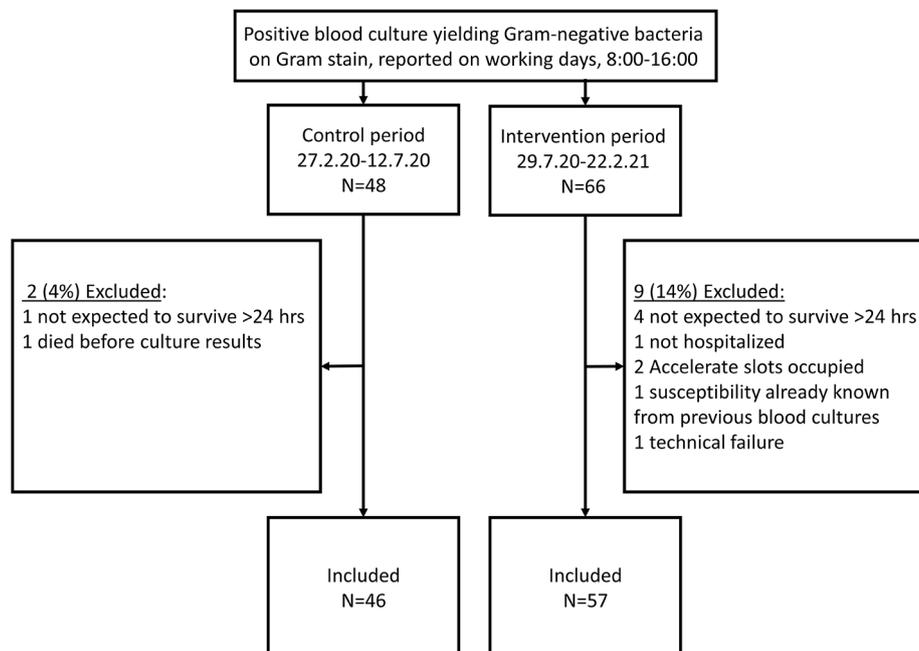 Positive blood culture yielding Gram-negative bacteria
on Gram stain, reported on working days, 8:00-16:00
Control period
27.2.20-12.7.20
N=48
Intervention period
29.7.20-22.2.21
N=66
2 (4%) Excluded:
1 not expected to survive >24 hrs
1 died before culture results
9 (14%) Excluded:
4 not expected to survive >24 hrs
1 not hospitalized
2 Accelerate slots occupied
1 susceptibility already known
from previous blood cultures
1 technical failure
Included
N=46
Included
N=57